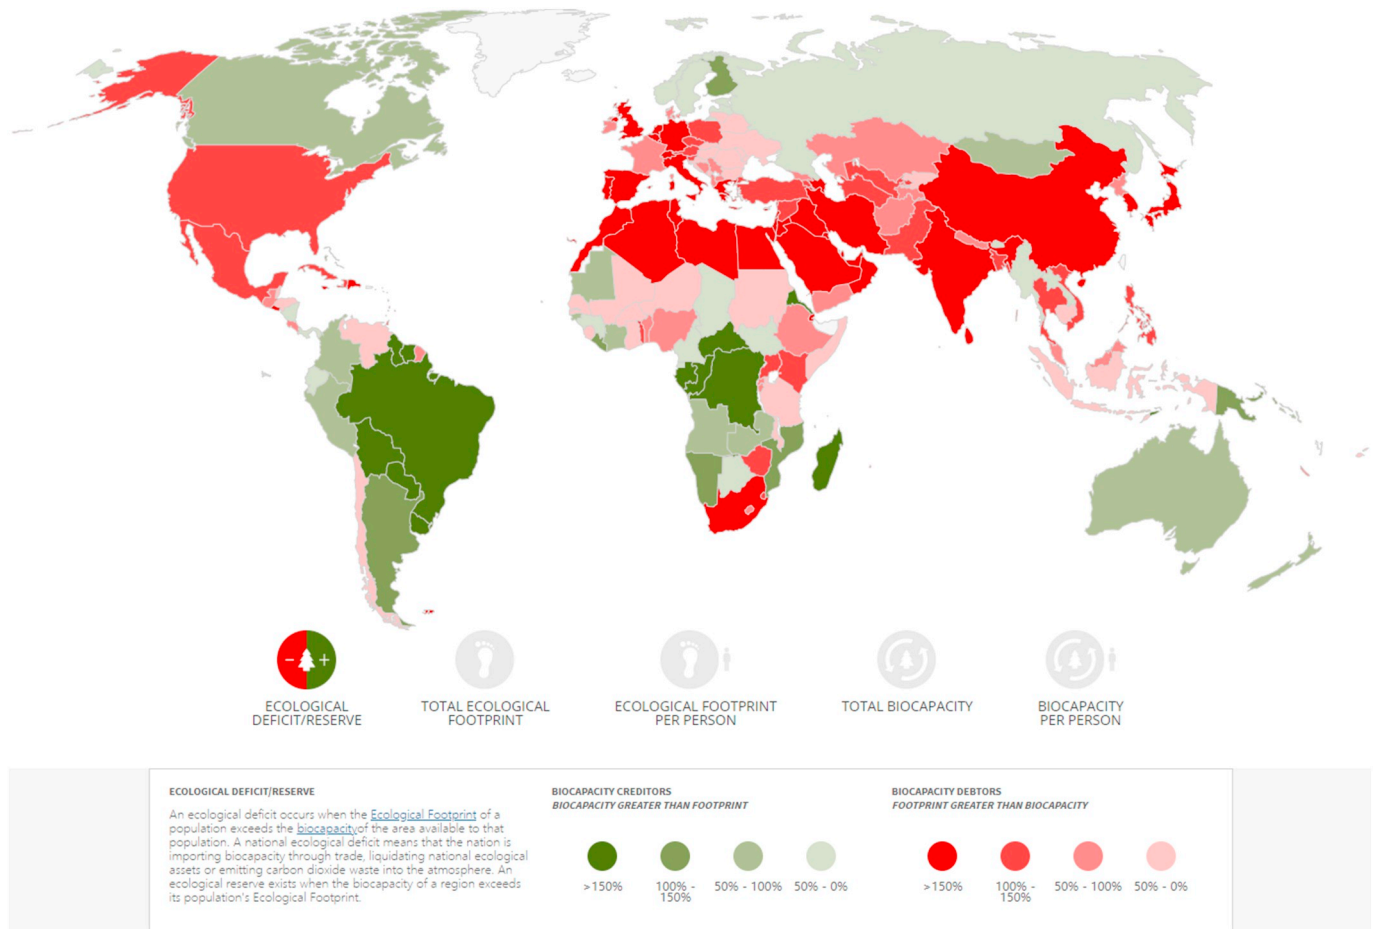 ECOLOGICAL
DEFICIT/RESERVE
TOTAL ECOLOGICAL
FOOTPRINT
ECOLOGICAL FOOTPRINT
PER PERSON
TOTAL BIOCAPACITY
BIOCAPACITY
PER PERSON
ECOLOGICAL DEFICIT/RESERVE
An ecological deficit occurs when the Ecological Footprint of a
population exceeds the biocapacityof the area available to that
population. A national ecological deficit means that the nation is
importing biocapacity through trade, liquidating national ecological
assets or emitting carbon dioxide waste into the atmosphere. An
ecological reserve exists when the biocapacity of a region exceeds
its population's Ecological Footprint.
BIOCAPACITY CREDITORS
BIOCAPACITY GREATER THAN FOOTPRINT
>150%
100% -
150%
50% - 100%
50% - 0%
BIOCAPACITY DEBTORS
FOOTPRINT GREATER THAN BIOCAPACITY
>150%
100% -
150%
50% - 100%
50% - 0%